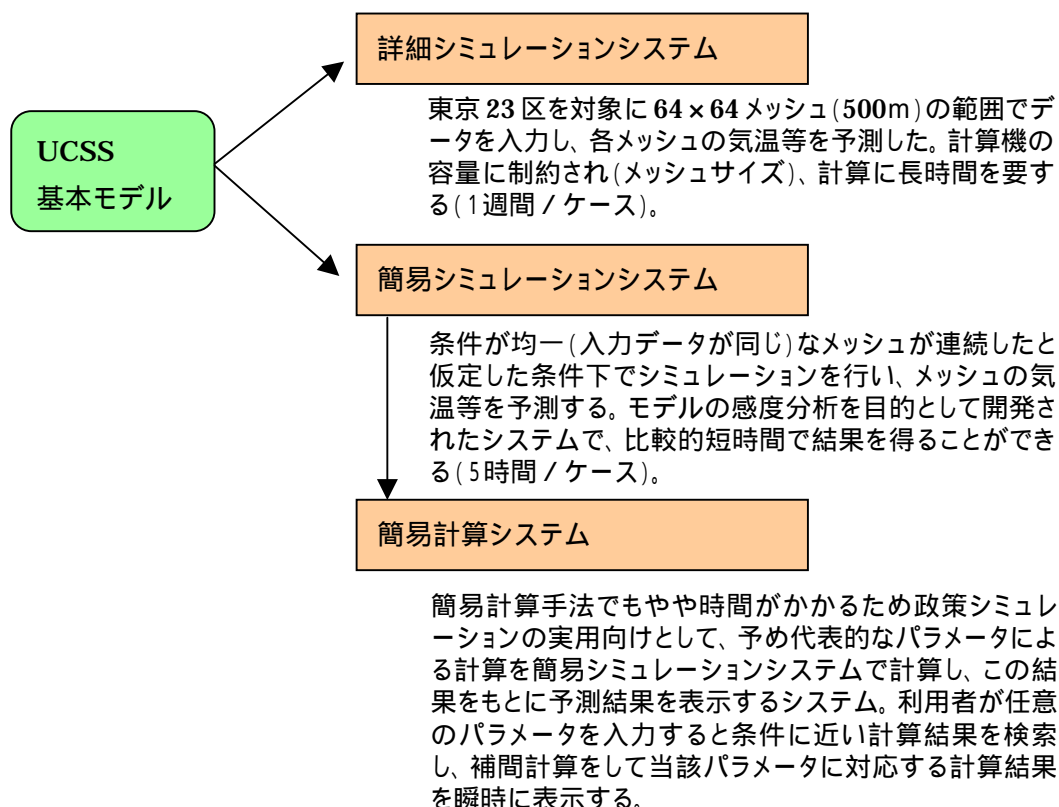 詳細シミュレーションシステム
東京 23 区を対象に 64×64 メッシュ(500m)の範囲でデ
ータを入力し、各メッシュの気温等を予測した。計算機の
容量に制約され(メッシュサイズ)、計算に長時間を要す
る(1週間/ケース)。
UCSS
基本モデル
簡易シミュレーションシステム
条件が均一(入力データが同じ)なメッシュが連続したと
仮定した条件下でシミュレーションを行い、メッシュの気
温等を予測する。モデルの感度分析を目的として開発さ
れたシステムで、比較的短時間で結果を得ることができ
る(5時間/ケース)。
簡易計算システム
簡易計算手法でもやや時間がかかるため政策シミュレ
ーションの実用向けとして、予め代表的なパラメータによ
る計算を簡易シミュレーションシステムで計算し、この結
果をもとに予測結果を表示するシステム。利用者が任意
のパラメータを入力すると条件に近い計算結果を検索
し、補間計算をして当該パラメータに対応する計算結果
を瞬時に表示する。